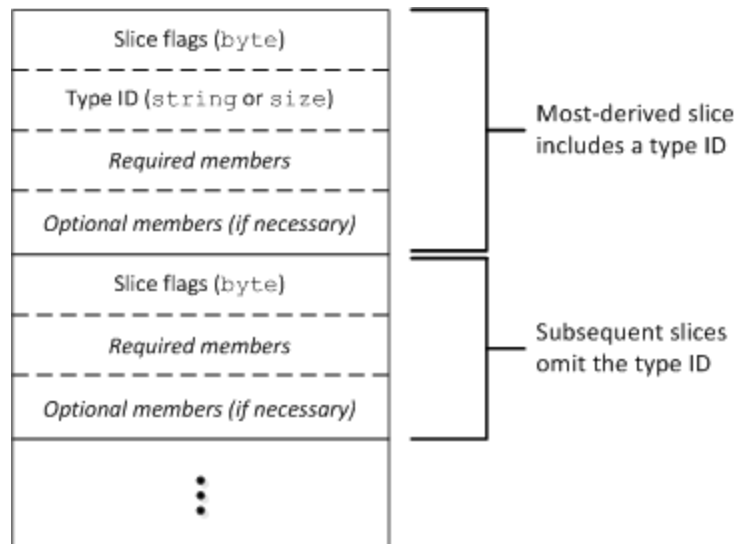 Slice flags (byte)
Type ID (string or size)
Required members
Optional members (if necessary)
Most-derived slice
includes a type ID
Slice flags (byte)
Required members
Optional members (if necessary)
Subsequent slices
omit the type ID